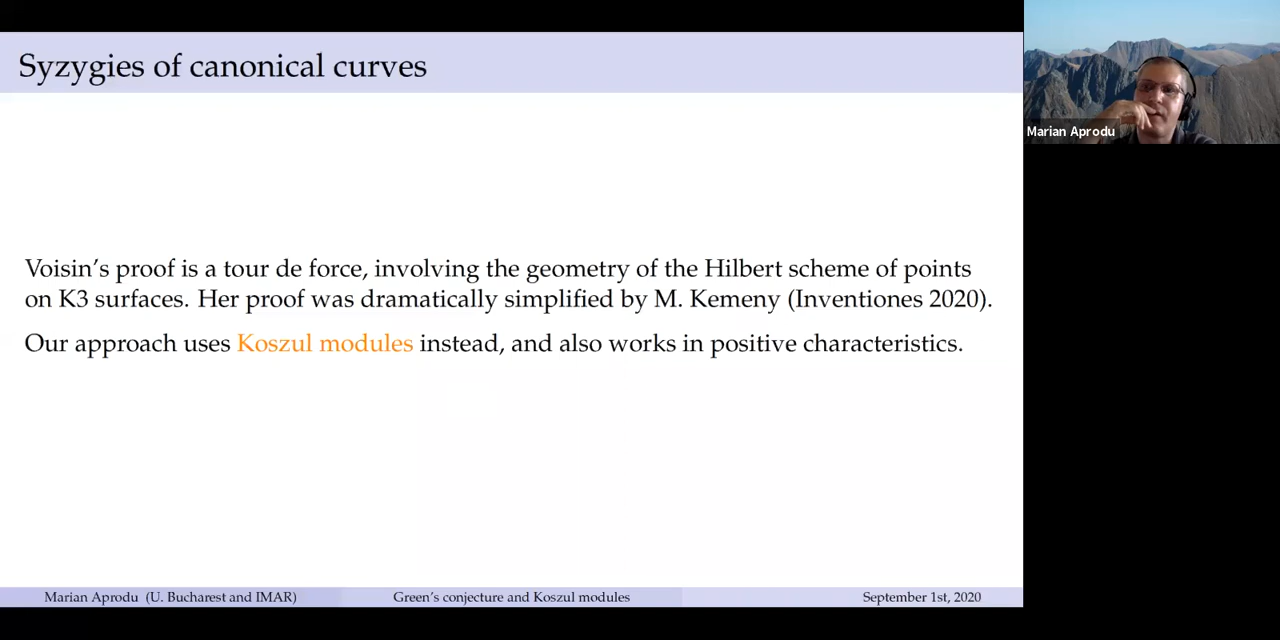 Syzygies of canonical curves
Marian Aprodu
Voisin's proof is a tour de force, involving the geometry of the Hilbert scheme of points
on K3 surfaces. Her proof was dramatically simplified by M. Kemeny (Inventiones 2020).
Our approach uses Koszul modules instead, and also works in positive characteristics.
Marian Aprodu (U. Bucharest and IMAR)
Green's conjecture and Koszul modules
September 1st, 2020